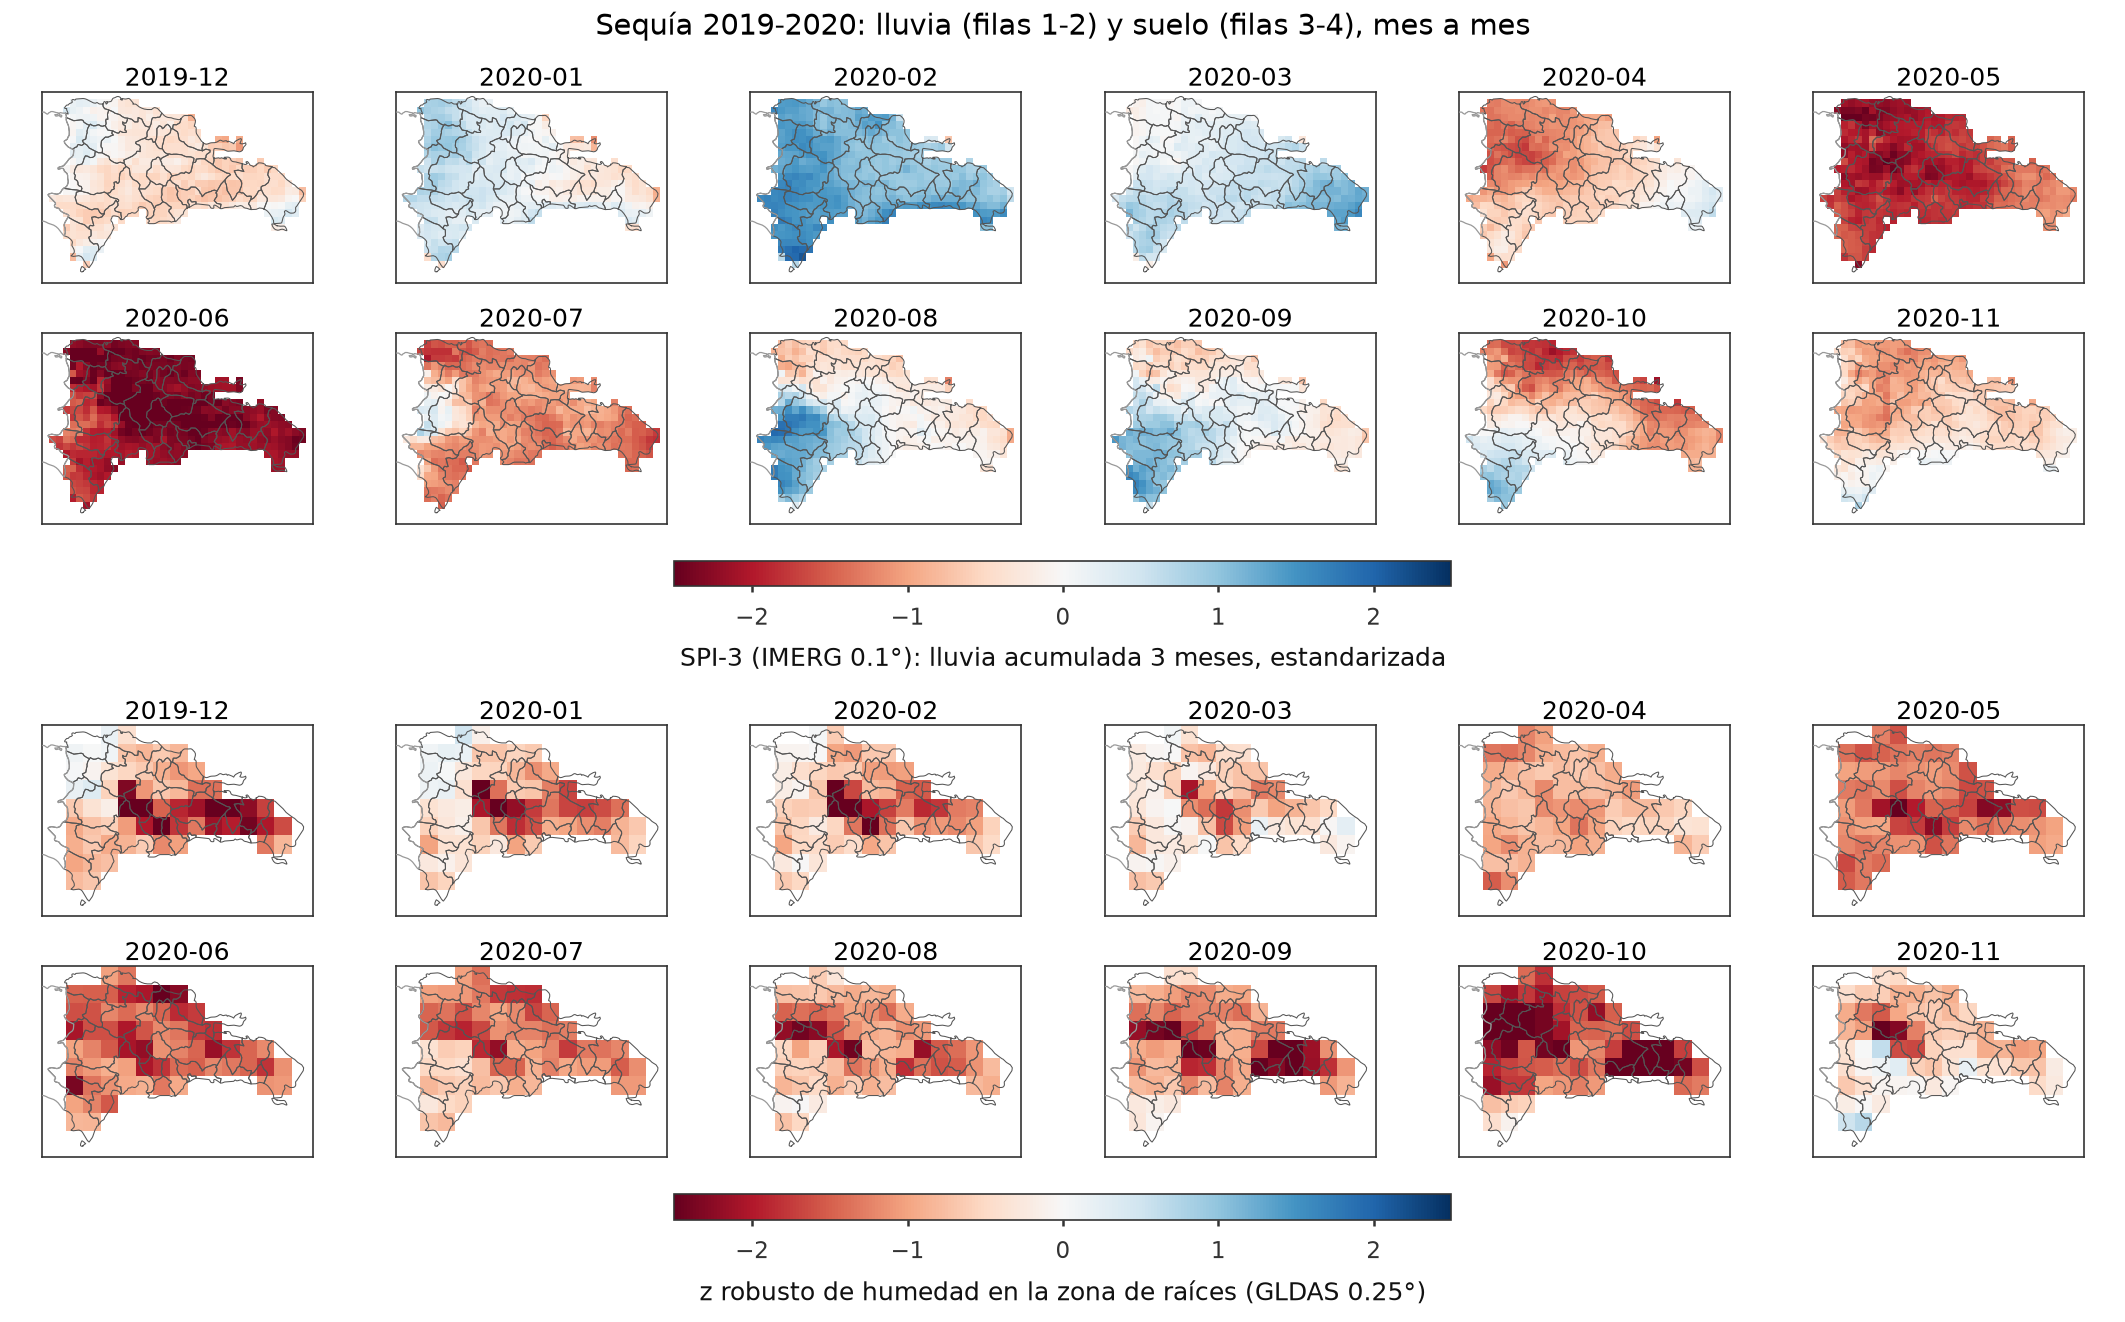 Sequía 2019-2020: lluvia (filas 1-2) y suelo (filas 3-4), mes a mes
2019-12 2020-01 2020-02 2020-03 2020-04 2020-05
2020-06 2020-07 2020-08 2020-09 2020-10 2020-11
−2 −1 0 1 2
SPI-3 (IMERG 0.1°): lluvia acumulada 3 meses, estandarizada
2019-12 2020-01 2020-02 2020-03 2020-04 2020-05
2020-06 2020-07 2020-08 2020-09 2020-10 2020-11
−2 −1 0 1 2
z robusto de humedad en la zona de raíces (GLDAS 0.25°)